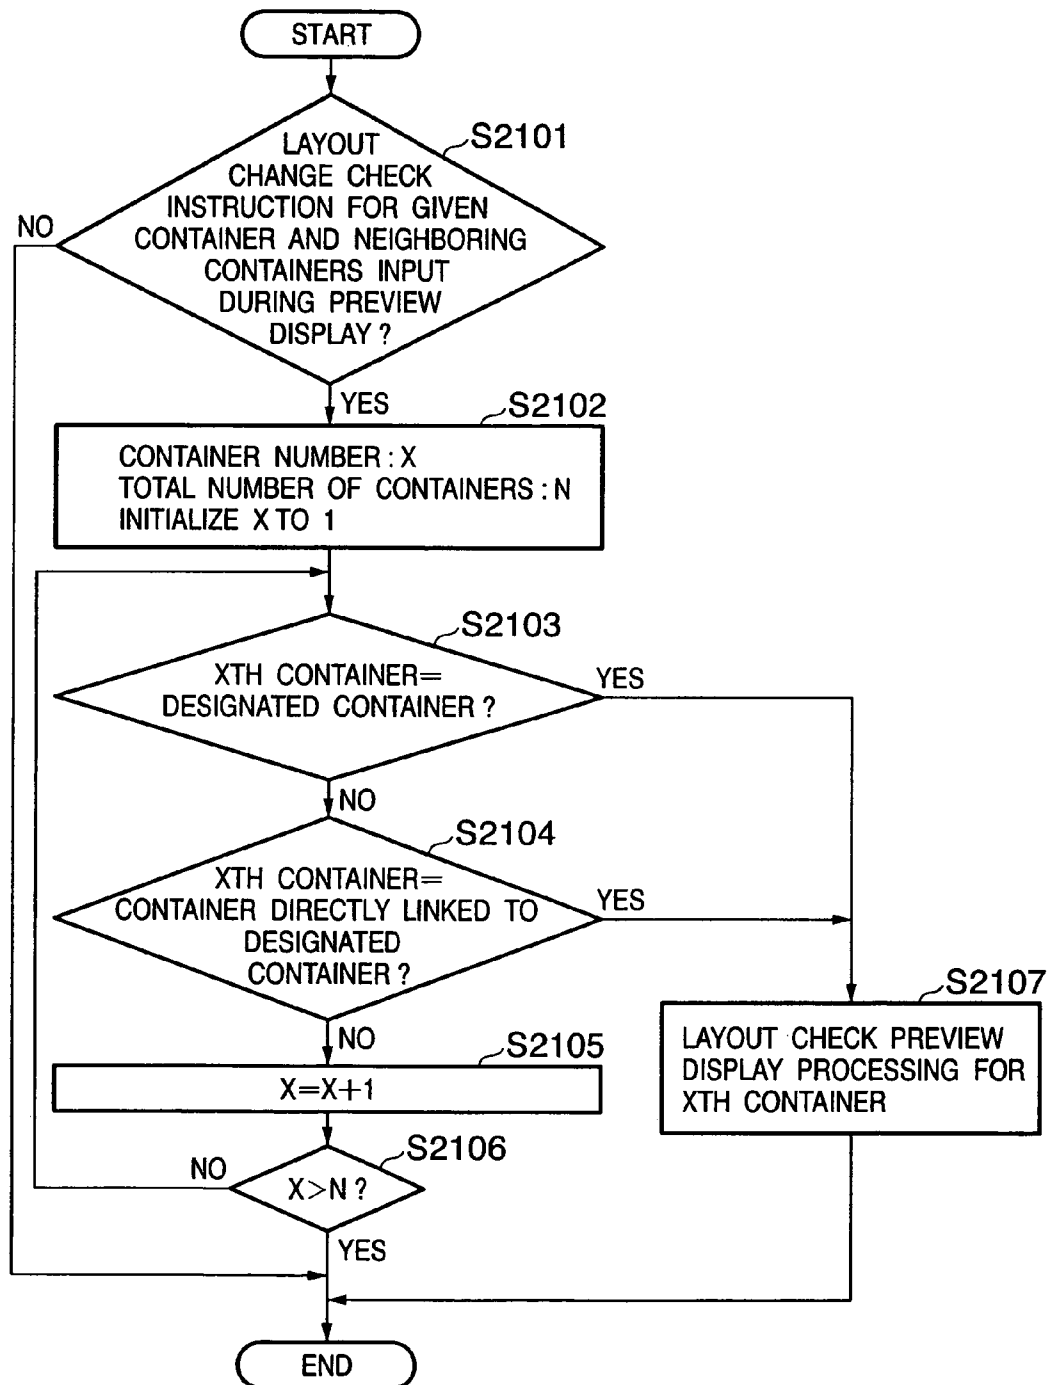 START
S2101
LAYOUT
CHANGE CHECK
INSTRUCTION FOR GIVEN
CONTAINER AND NEIGHBORING
CONTAINERS INPUT
DURING PREVIEW
DISPLAY ?
NO
YES
S2102
CONTAINER NUMBER : X
TOTAL NUMBER OF CONTAINERS : N
INITIALIZE X TO 1
S2103
XTH CONTAINER=
DESIGNATED CONTAINER ?
YES
NO
S2104
XTH CONTAINER=
CONTAINER DIRECTLY LINKED TO
DESIGNATED
CONTAINER ?
YES
NO
S2107
LAYOUT CHECK PREVIEW
DISPLAY PROCESSING FOR
XTH CONTAINER
S2105
X=X+1
S2106
X>N ?
NO
YES
END